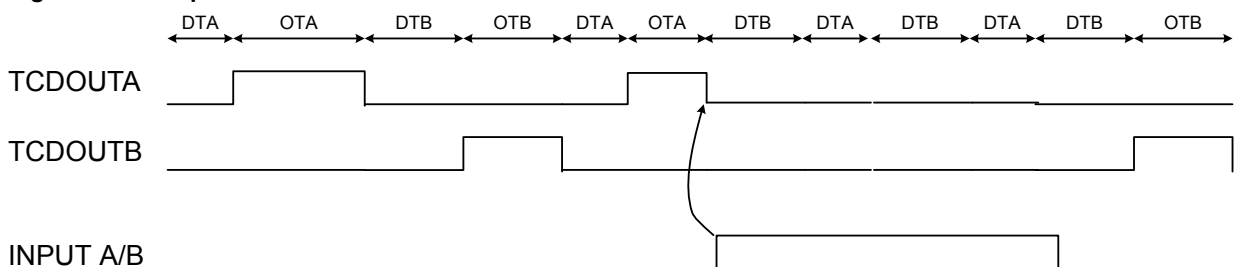 DTA OTA DTB OTB DTA OTA DTB DTA DTB DTA DTB OTB
TCDOUTA
TCDOUTB
INPUT A/B